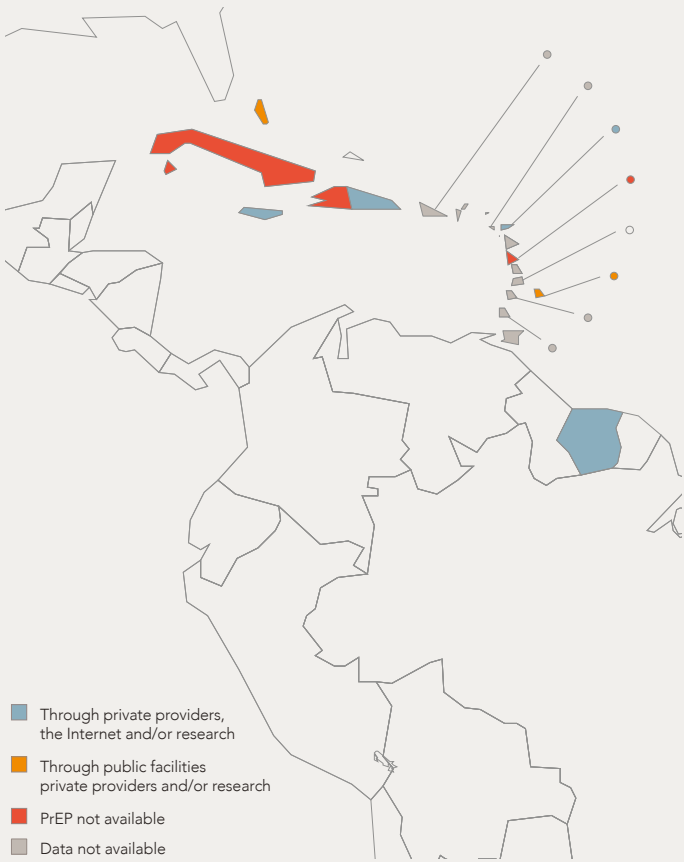 Through private providers,
the Internet and/or research
Through public facilities
private providers and/or research
PrEP not available
Data not available